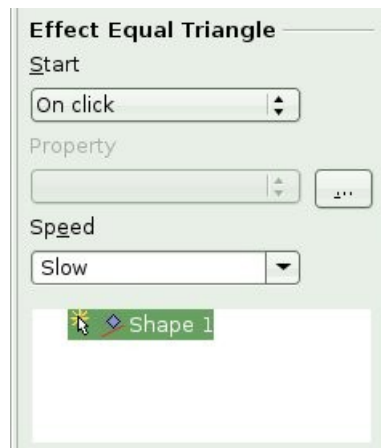 Effect Equal Triangle
Start
On click
Property
...
Speed
Slow
Shape 1